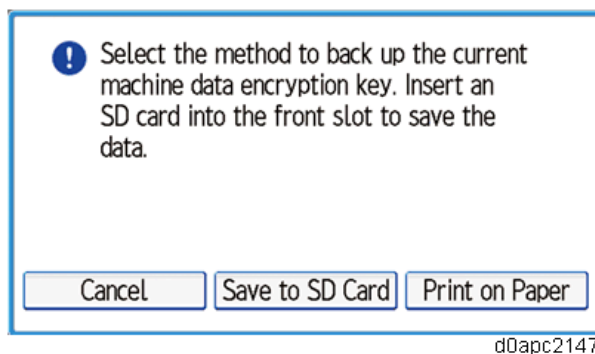 Select the method to back up the current
machine data encryption key. Insert an
SD card into the front slot to save the
data.
Cancel Save to SD Card Print on Paper
d0apc2147